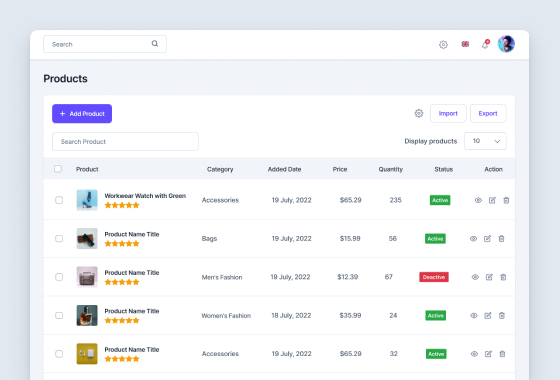 Search
Products
+ Add Product
Import
Export
Search Product
Display products
10
Product Category Added Date Price Quantity Status Action
Workwear Watch with Green
Accessories 19 July, 2022 $65.29 235 Active
Product Name Title
Bags 19 July, 2022 $15.99 56 Active
Product Name Title
Men's Fashion 19 July, 2022 $12.39 67 Deactive
Product Name Title
Women's Fashion 18 July, 2022 $35.99 24 Active
Product Name Title
Accessories 19 July, 2022 $65.29 32 Active